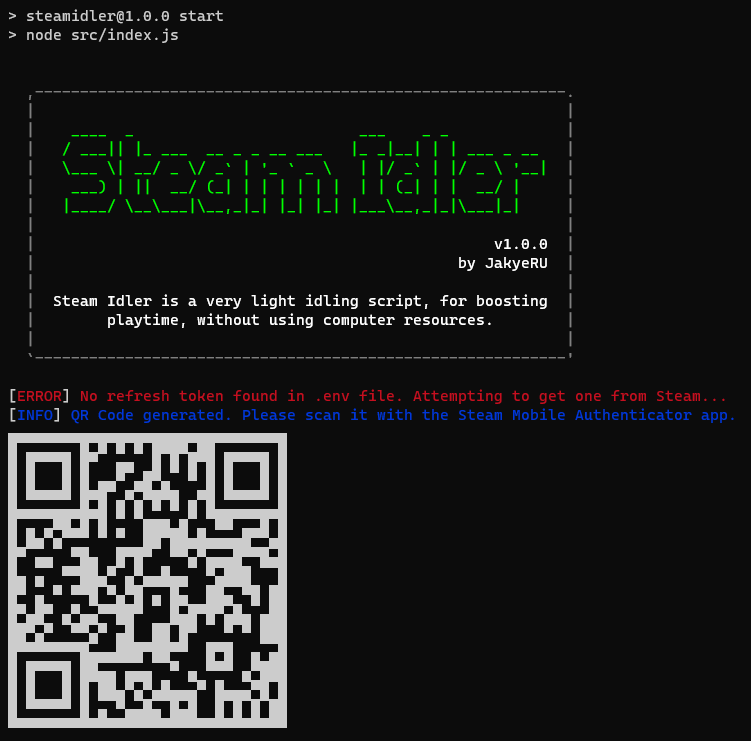 > steamidler@1.0.0 start
> node src/index.js
Steam Idler
v1.0.0
by JakyeRU
Steam Idler is a very light idling script, for boosting
playtime, without using computer resources.
[ERROR] No refresh token found in .env file. Attempting to get one from Steam...
[INFO] QR Code generated. Please scan it with the Steam Mobile Authenticator app.